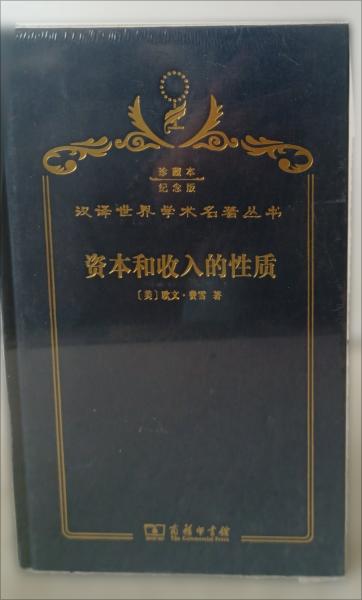 珍藏本
纪念版
汉译世界学术名著丛书
资本和收入的性质
〔美〕欧文·费雪 著
商务印书馆
The Commercial Press